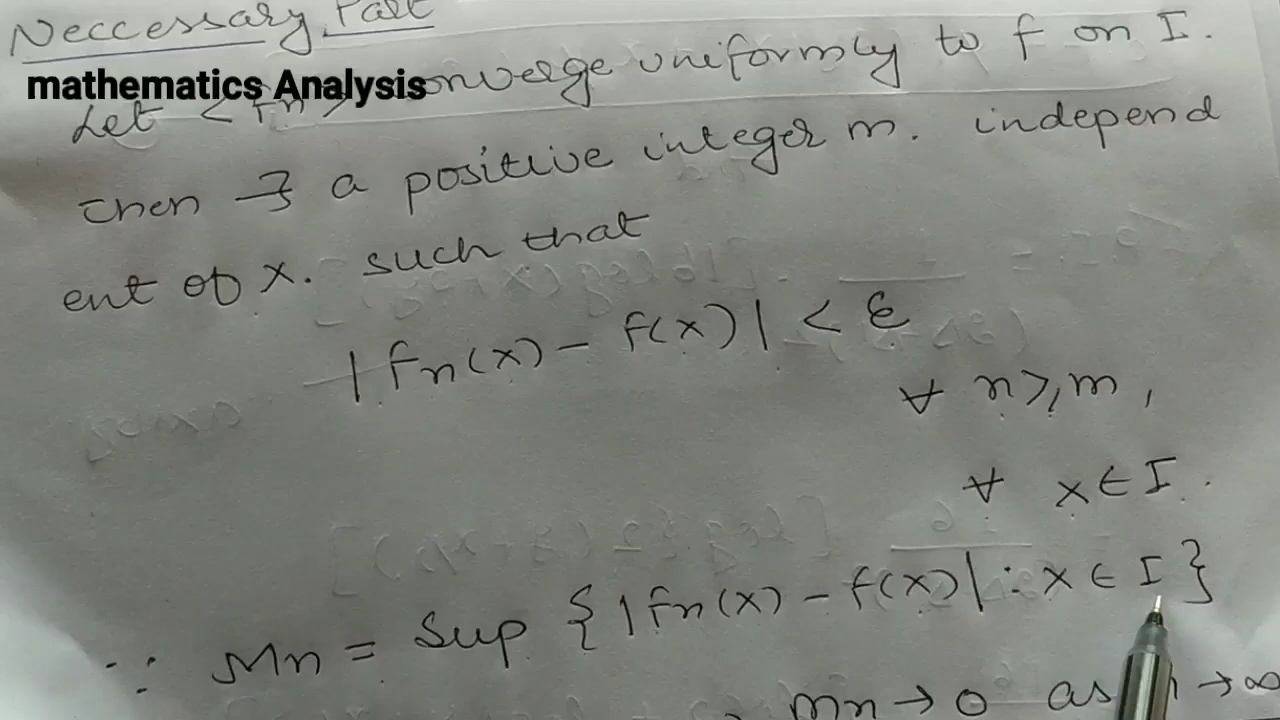 Neccessary Part
mathematics Analysis
Let <fn> converge uniformly to f on I.
then ∃ a positive integer m. independ
ent of x. such that
|fn(x) - f(x)| < ε
∀ n ≥ m,
∀ x ∈ I.
∵ Mn = Sup {|fn(x) - f(x)| : x ∈ I}
Mn → 0 as n → ∞